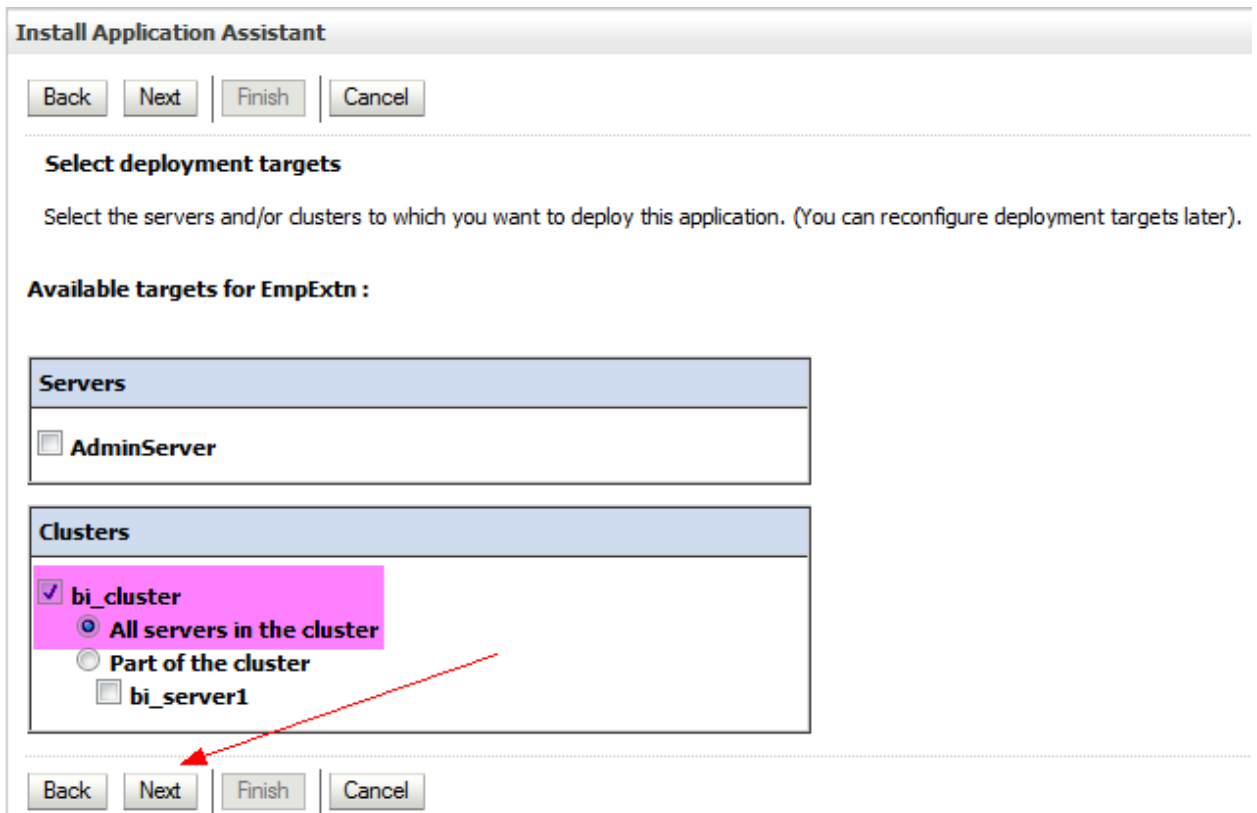 Install Application Assistant
Back Next Finish Cancel
Select deployment targets
Select the servers and/or clusters to which you want to deploy this application. (You can reconfigure deployment targets later).
Available targets for EmpExtn :
Servers
AdminServer
Clusters
bi_cluster
All servers in the cluster
Part of the cluster
bi_server1
Back Next Finish Cancel